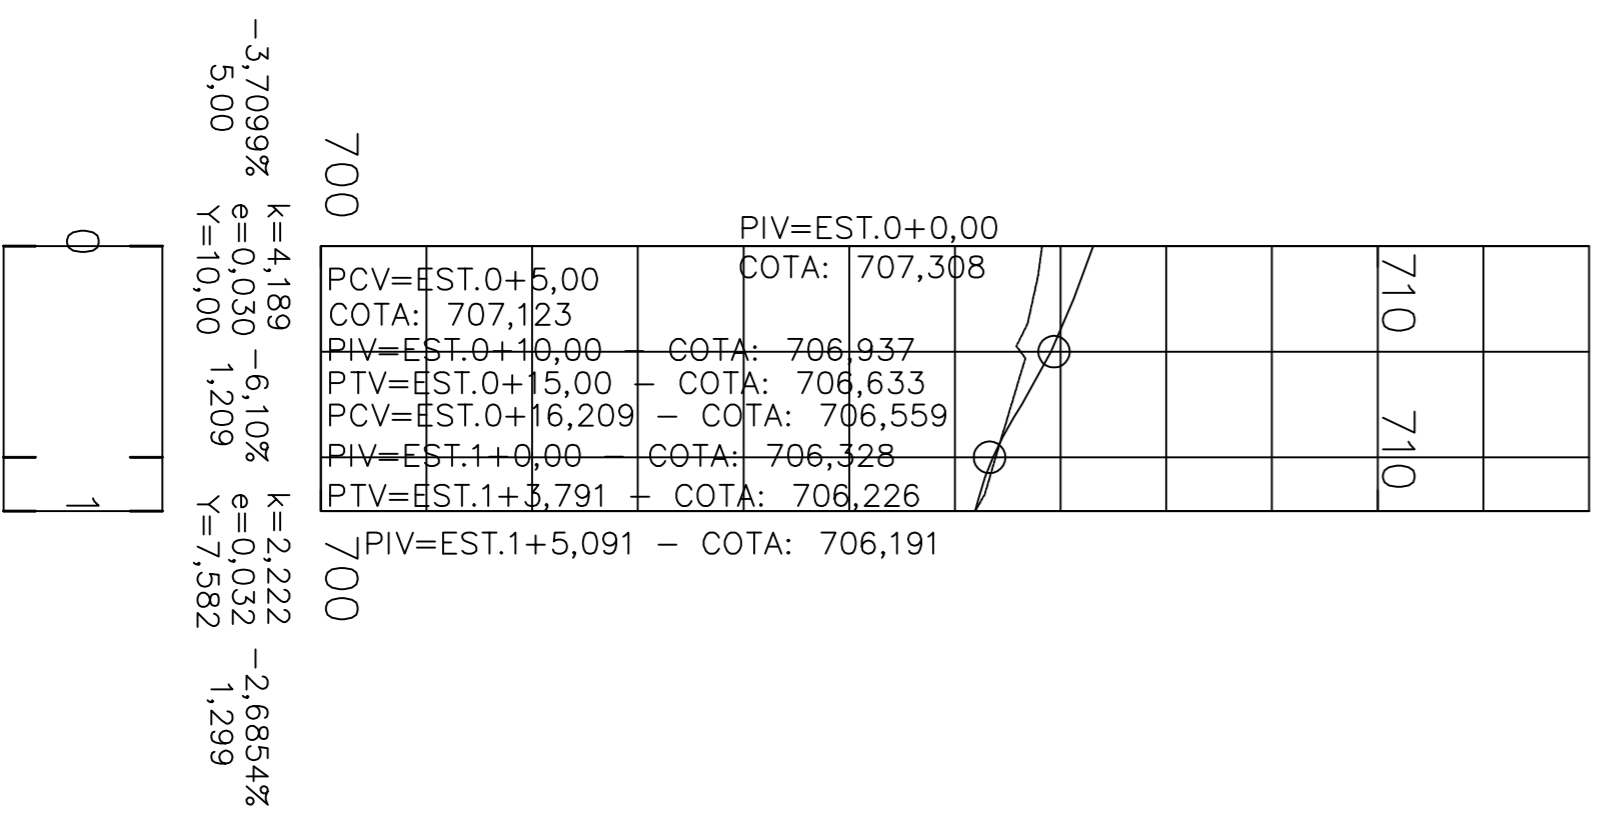 PIV=EST.0+0,00
COTA: 707,308
PCV=EST.0+5,00
COTA: 707,123
PIV=EST.0+10,00 - COTA: 706,937
PTV=EST.0+15,00 - COTA: 706,633
PCV=EST.0+16,209 - COTA: 706,559
PIV=EST.1+0,00 - COTA: 706,328
PTV=EST.1+3,791 - COTA: 706,226
PIV=EST.1+5,091 - COTA: 706,191
710
710
700
700
k=4,189
e=0,030
Y=10,00
k=2,222
e=0,032
Y=7,582
-3,7099%
5,00
-6,10%
1,209
-2,6854%
1,299
0
1